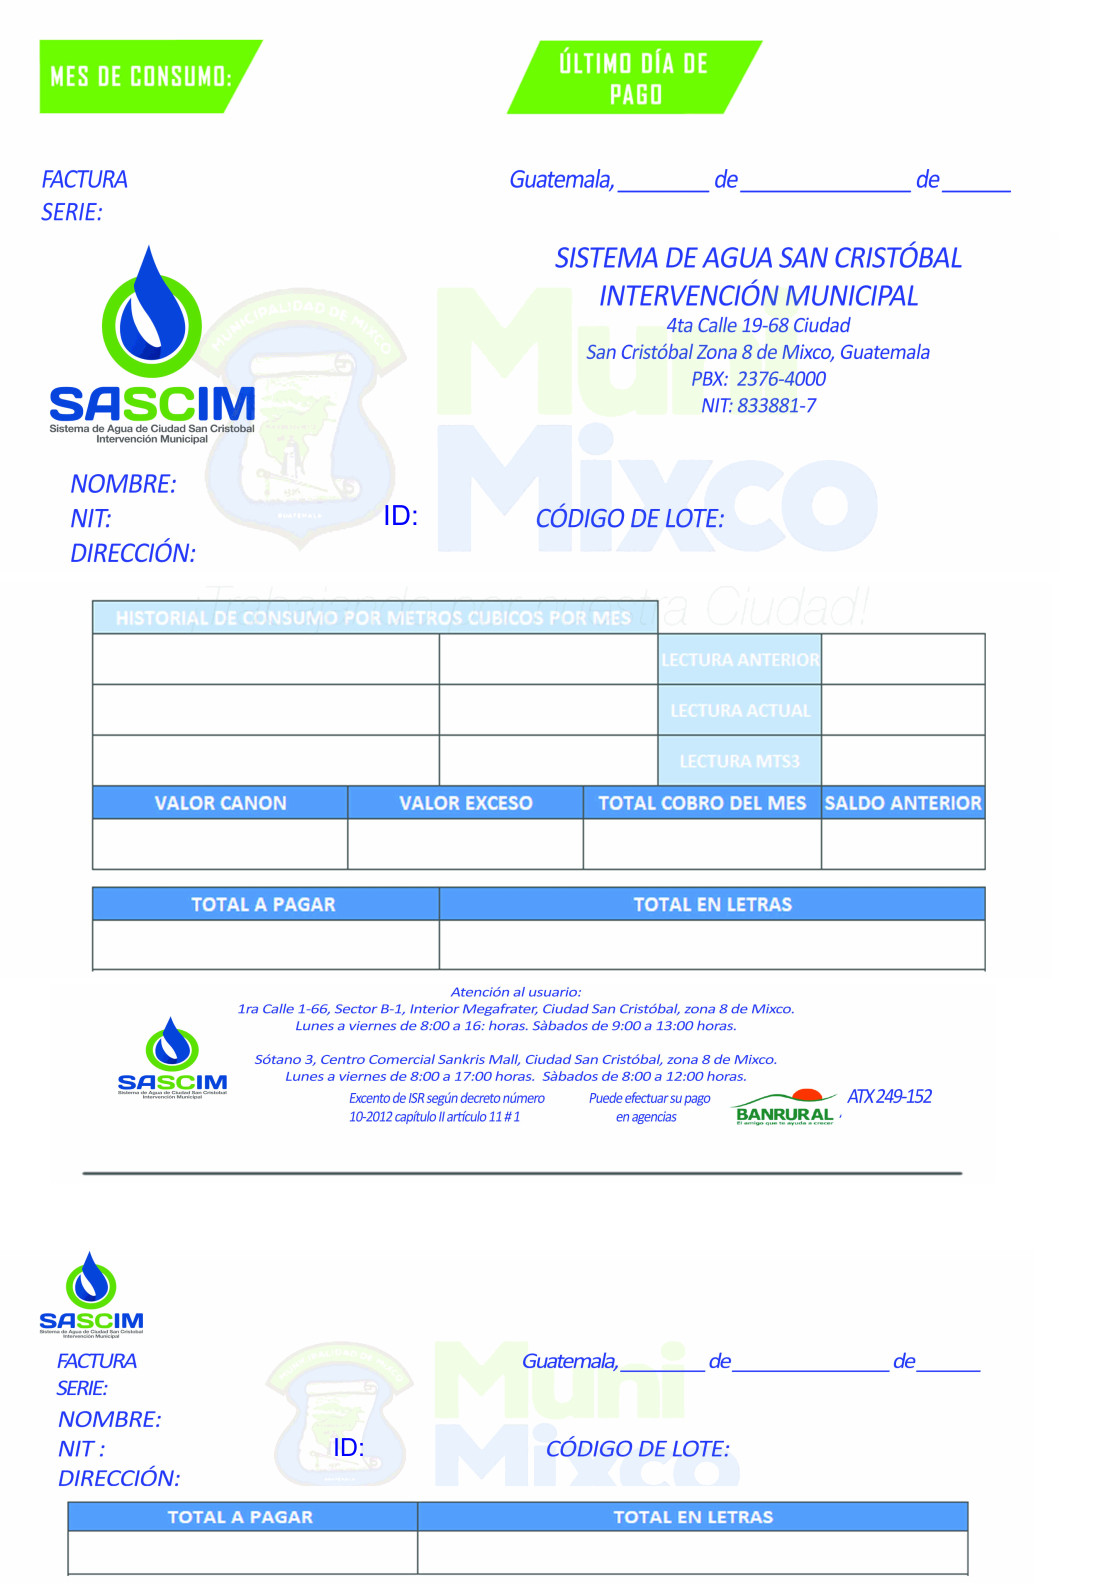 MES DE CONSUMO:
ÚLTIMO DÍA DE
PAGO
FACTURA
SERIE:
Guatemala, ________ de _______________ de ______
SISTEMA DE AGUA SAN CRISTÓBAL
INTERVENCIÓN MUNICIPAL
4ta Calle 19-68 Ciudad
San Cristóbal Zona 8 de Mixco, Guatemala
PBX: 2376-4000
NIT: 833881-7
MUNICIPALIDAD DE MIXCO
GUATEMALA
Muni
Mixco
SASCIM
Sistema de Agua de Ciudad San Cristobal
Intervención Municipal
NOMBRE:
NIT:
ID:
CÓDIGO DE LOTE:
DIRECCIÓN:
¡Trabajando por nuestra Ciudad!
HISTORIAL DE CONSUMO POR METROS CUBICOS POR MES
LECTURA ANTERIOR
LECTURA ACTUAL
LECTURA MTS3
VALOR CANON
VALOR EXCESO
TOTAL COBRO DEL MES
SALDO ANTERIOR
TOTAL A PAGAR
TOTAL EN LETRAS
Atención al usuario:
1ra Calle 1-66, Sector B-1, Interior Megafrater, Ciudad San Cristóbal, zona 8 de Mixco.
Lunes a viernes de 8:00 a 16: horas. Sàbados de 9:00 a 13:00 horas.
Sótano 3, Centro Comercial Sankris Mall, Ciudad San Cristóbal, zona 8 de Mixco.
Lunes a viernes de 8:00 a 17:00 horas. Sàbados de 8:00 a 12:00 horas.
SASCIM
Sistema de Agua de Ciudad San Cristobal
Intervención Municipal
Excento de ISR según decreto número
10-2012 capítulo II artículo 11 # 1
Puede efectuar su pago
en agencias
BANRURAL
El amigo que te ayuda a crecer
ATX 249-152
SASCIM
Sistema de Agua de Ciudad San Cristobal
Intervención Municipal
FACTURA
SERIE:
Guatemala, ________ de _______________ de ______
Muni
Mixco
NOMBRE:
NIT :
ID:
CÓDIGO DE LOTE:
DIRECCIÓN:
TOTAL A PAGAR
TOTAL EN LETRAS